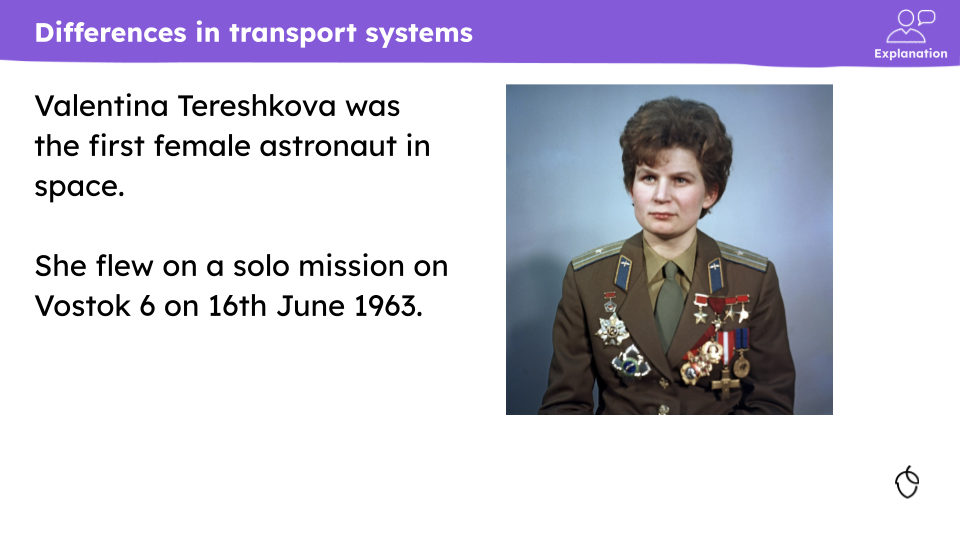 Differences in transport systems
Explanation
Valentina Tereshkova was
the first female astronaut in
space.
She flew on a solo mission on
Vostok 6 on 16th June 1963.